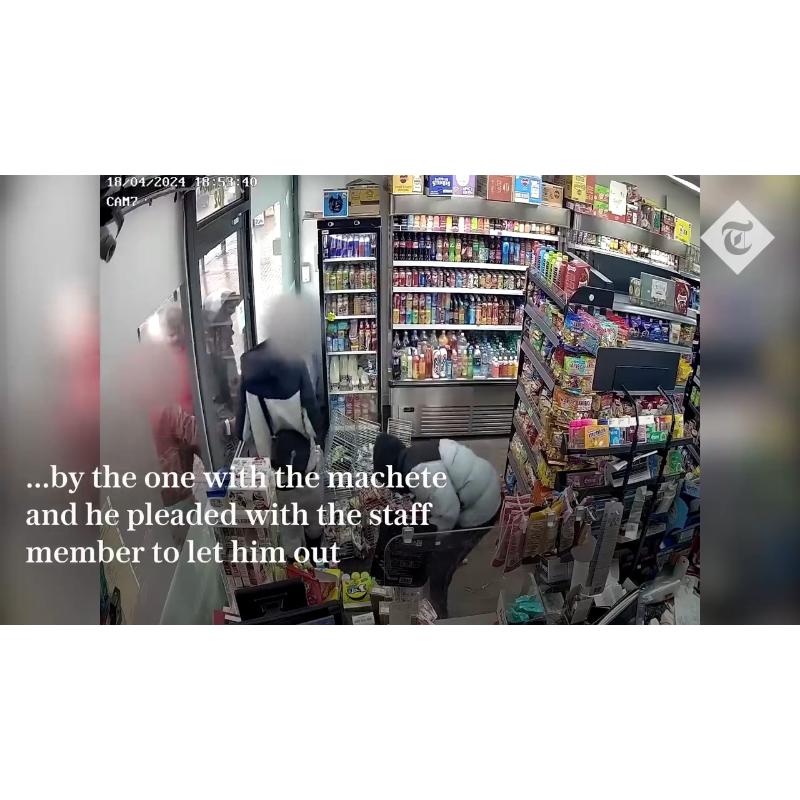 18/04/2024 18:53:40
CAM7
...by the one with the machete
and he pleaded with the staff
member to let him out